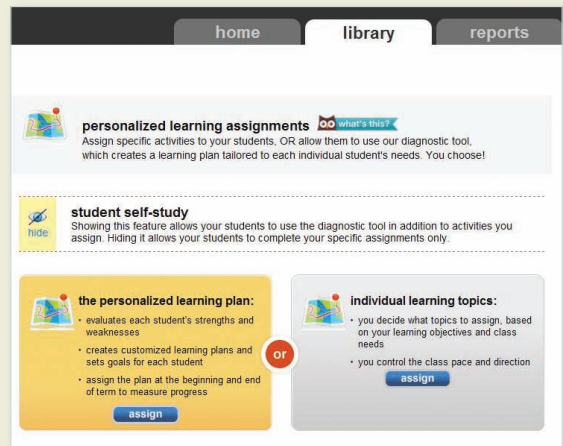 home library reports
personalized learning assignments what's this?
Assign specific activities to your students, OR allow them to use our diagnostic tool,
which creates a learning plan tailored to each individual student's needs. You choose!
student self-study
hide
Showing this feature allows your students to use the diagnostic tool in addition to activities you
assign. Hiding it allows your students to complete your specific assignments only.
the personalized learning plan:
• evaluates each student's strengths and
weaknesses
• creates customized learning plans and
sets goals for each student
• assign the plan at the beginning and end
of term to measure progress
assign
or
individual learning topics:
• you decide what topics to assign, based
on your learning objectives and class
needs
• you control the class pace and direction
assign